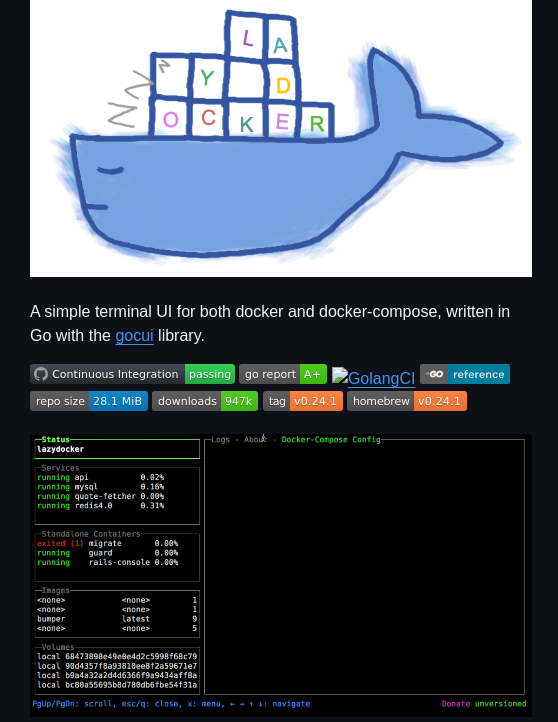 L A
Y D
O C K E R
A simple terminal UI for both docker and docker-compose, written in
Go with the gocui library.
Continuous Integration passing go report A+ GolangCI GO reference
repo size 28.1 MiB downloads 947k tag v0.24.1 homebrew v0.24.1
Status
lazydocker
Logs - About - Docker-Compose Config
Services
running api 0.02%
running mysql 0.16%
running quote-fetcher 0.00%
running redis4.0 0.31%
Standalone Containers
exited (1) migrate 0.00%
running guard 0.00%
running rails-console 0.00%
Images
<none> <none> 1
<none> <none> 1
bumper latest 9
<none> <none> 5
Volumes
local 68473898e49e0e4d2c5998f68c79
local 90d4357f8a93810ee8f2a59671e7
local b9a4a32a2d4d6366f9a9434aff8a
local bc80a55695b8d780db6fbe54f31a
PgUp/PgDn: scroll, esc/q: close, x: menu, ← → ↑ ↓: navigate
Donate unversioned